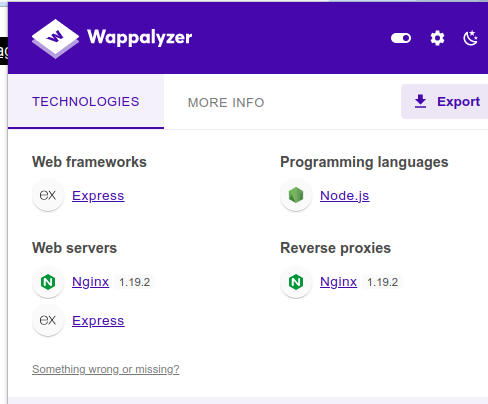 Wappalyzer
TECHNOLOGIES
MORE INFO
Export
Web frameworks
Express
Programming languages
Node.js
Web servers
Nginx 1.19.2
Express
Reverse proxies
Nginx 1.19.2
Something wrong or missing?